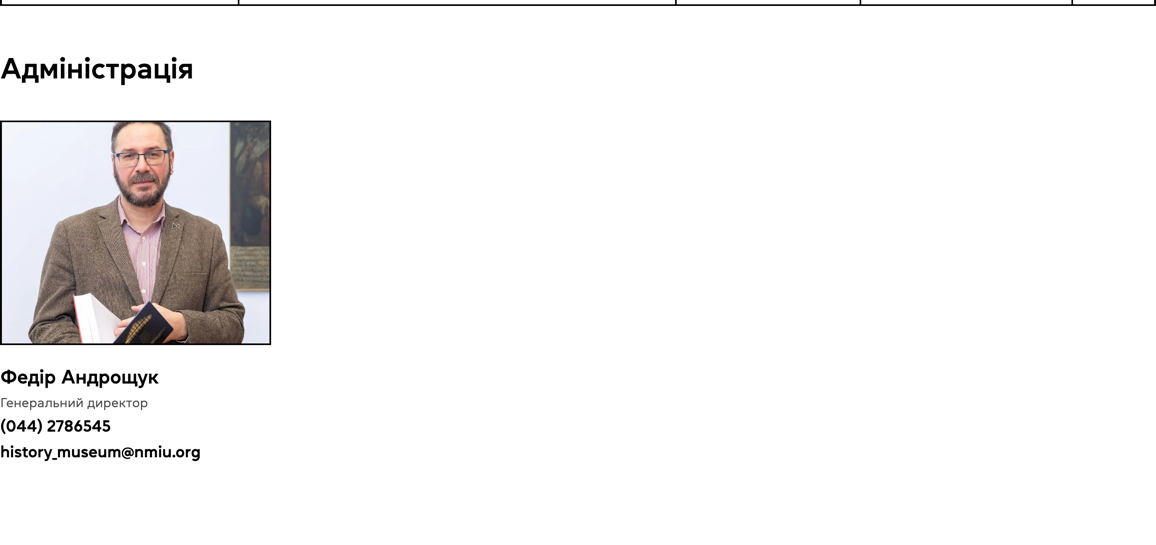 Адміністрація
Федір Андрощук
Генеральний директор
(044) 2786545
history_museum@nmiu.org